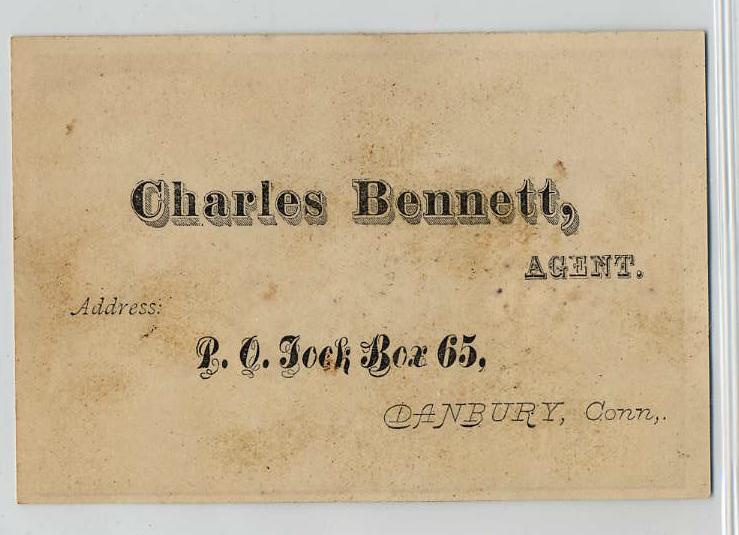 Charles Bennett,
AGENT.
Address:
P. O. Lock Box 65,
DANBURY, Conn,.